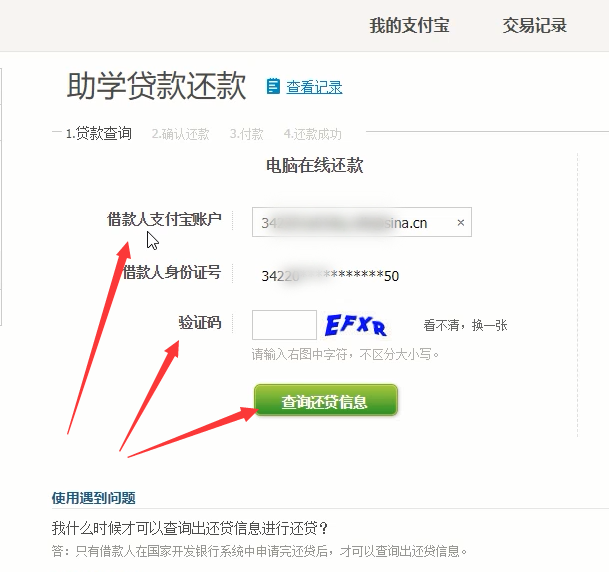 我的支付宝 交易记录
助学贷款还款 查看记录
1.贷款查询 2.确认还款 3.付款 4.还款成功
电脑在线还款
借款人支付宝账户 34 sina.cn ×
借款人身份证号 3422 **********50
验证码 EFXR 看不清，换一张
请输入右图中字符，不区分大小写。
查询还贷信息
使用遇到问题
我什么时候才可以查询出还贷信息进行还贷？
答：只有借款人在国家开发银行系统中申请完还贷后，才可以查询出还贷信息。